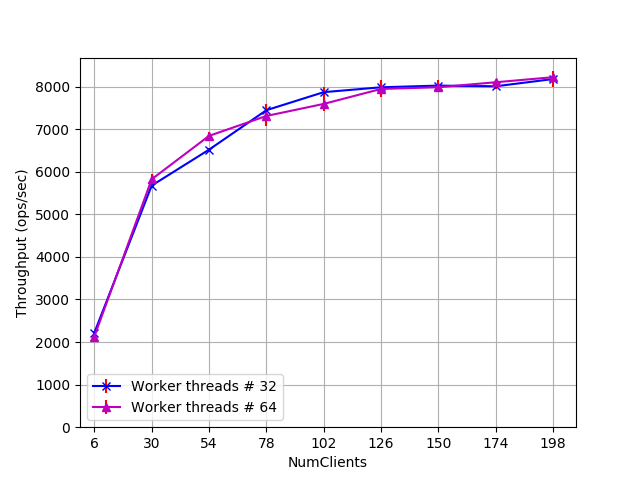 8000
7000
6000
5000
4000
3000
2000
1000
0
Throughput (ops/sec)
Worker threads # 32
Worker threads # 64
6 30 54 78 102 126 150 174 198
NumClients